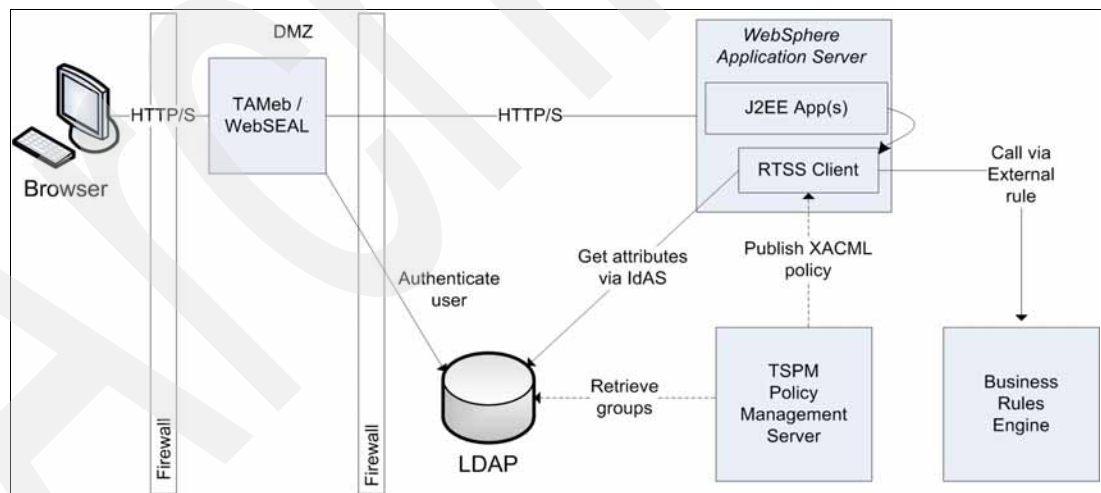 DMZ
WebSphere
Application Server
TAMeb /
WebSEAL
J2EE App(s)
HTTP/S
HTTP/S
Browser
RTSS Client
Call via
External
rule
Get attributes
via IdAS
Publish XACML
policy
Authenticate
user
TSPM
Policy
Management
Server
Business
Rules
Engine
Retrieve
groups
LDAP
Firewall
Firewall